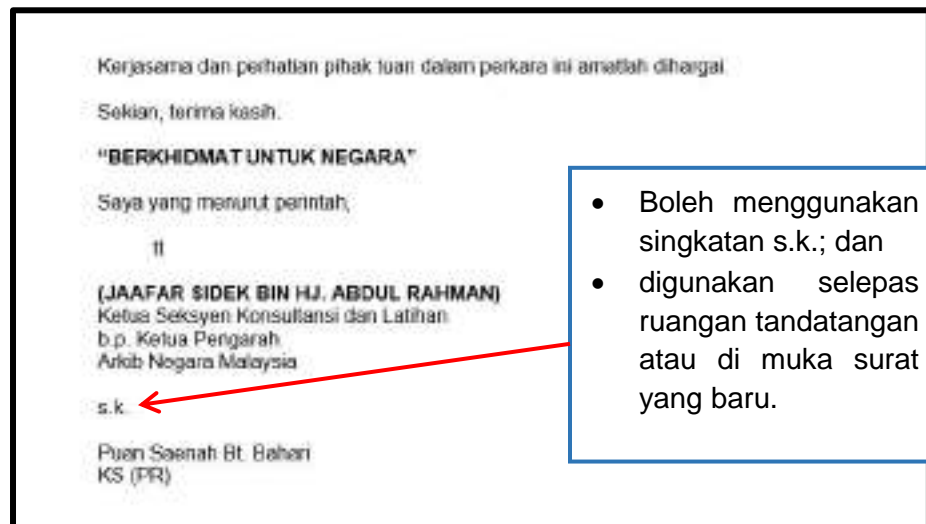 Kerjasama dan perhatian pihak tuan dalam perkara ini amatlah dihargai
Sekian, terima kasih.
“BERKHIDMAT UNTUK NEGARA”
Saya yang menurut perintah,
tt
(JAAFAR SIDEK BIN HJ. ABDUL RAHMAN)
Ketua Seksyen Konsultansi dan Latihan
b.p. Ketua Pengarah
Arkib Negara Malaysia
s.k.
Puan Saenah Bt. Bahari
KS (PR)
• Boleh menggunakan
singkatan s.k.; dan
• digunakan selepas
ruangan tandatangan
atau di muka surat
yang baru.